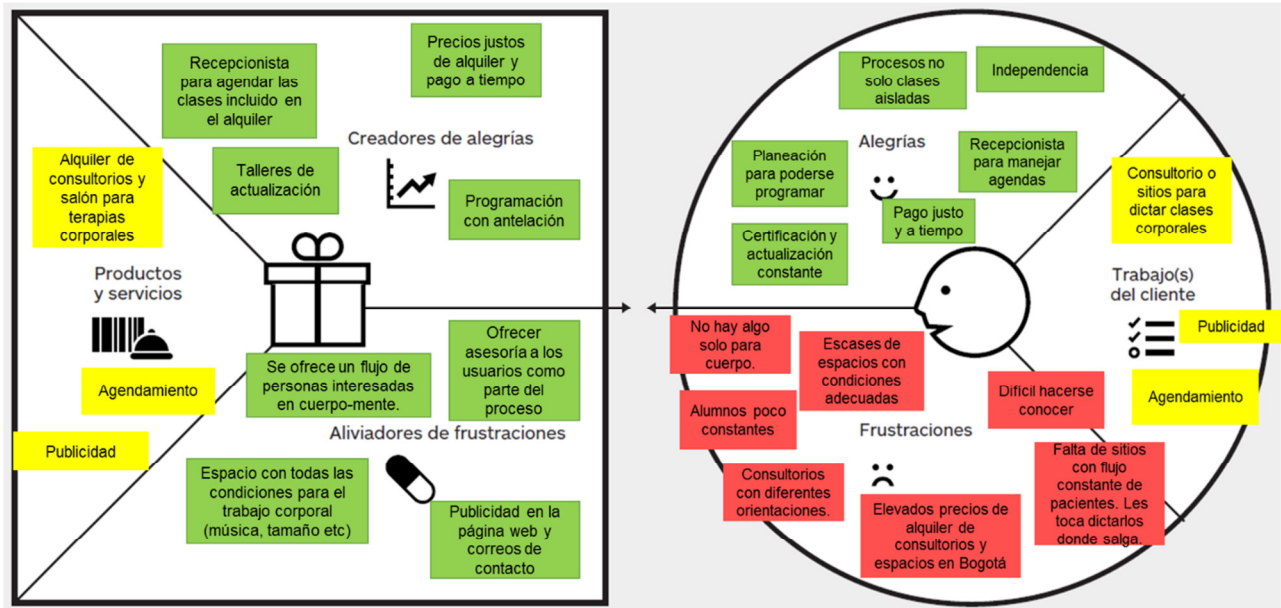 Recepcionista
para agendar las
clases incluido en
el alquiler
Precios justos
de alquiler y
pago a tiempo
Creadores de alegrías
Alquiler de
consultorios y
salón para
terapias
corporales
Talleres de
actualización
Programación
con antelación
Productos
y servicios
Agendamiento
Publicidad
Se ofrece un flujo de
personas interesadas
en cuerpo-mente.
Ofrecer
asesoría a los
usuarios como
parte del
proceso
Aliviadores de frustraciones
Espacio con todas las
condiciones para el
trabajo corporal
(música, tamaño etc)
Publicidad en la
página web y
correos de
contacto
Procesos no
solo clases
aisladas
Independencia
Alegrías
Planeación
para poderse
programar
Recepcionista
para manejar
agendas
Pago justo
y a tiempo
Certificación y
actualización
constante
Consultorio o
sitios para
dictar clases
corporales
Trabajo(s)
del cliente
Publicidad
Agendamiento
No hay algo
solo para
cuerpo.
Escases de
espacios con
condiciones
adecuadas
Difícil hacerse
conocer
Alumnos poco
constantes
Frustraciones
Consultorios
con diferentes
orientaciones.
Elevados precios de
alquiler de
consultorios y
espacios en Bogotá
Falta de sitios
con flujo
constante de
pacientes. Les
toca dictarlos
donde salga.